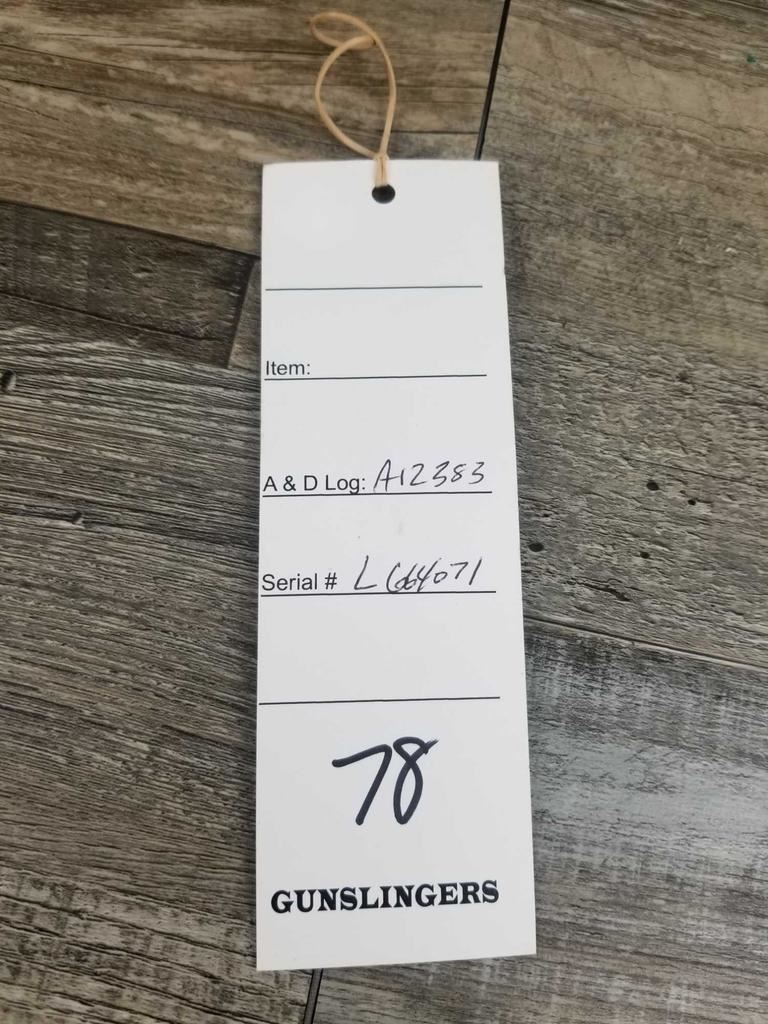 Item:
A & D Log: A12383
Serial # L664071
78
GUNSLINGERS